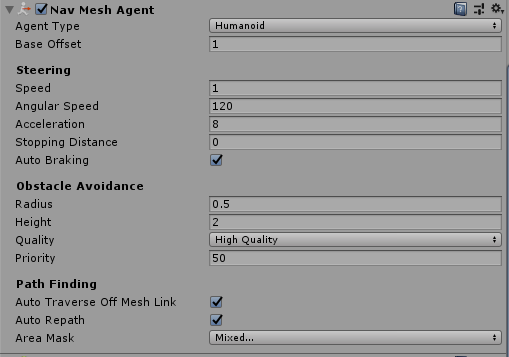 Nav Mesh Agent
Agent Type Humanoid
Base Offset 1
Steering
Speed 1
Angular Speed 120
Acceleration 8
Stopping Distance 0
Auto Braking
Obstacle Avoidance
Radius 0.5
Height 2
Quality High Quality
Priority 50
Path Finding
Auto Traverse Off Mesh Link
Auto Repath
Area Mask Mixed...